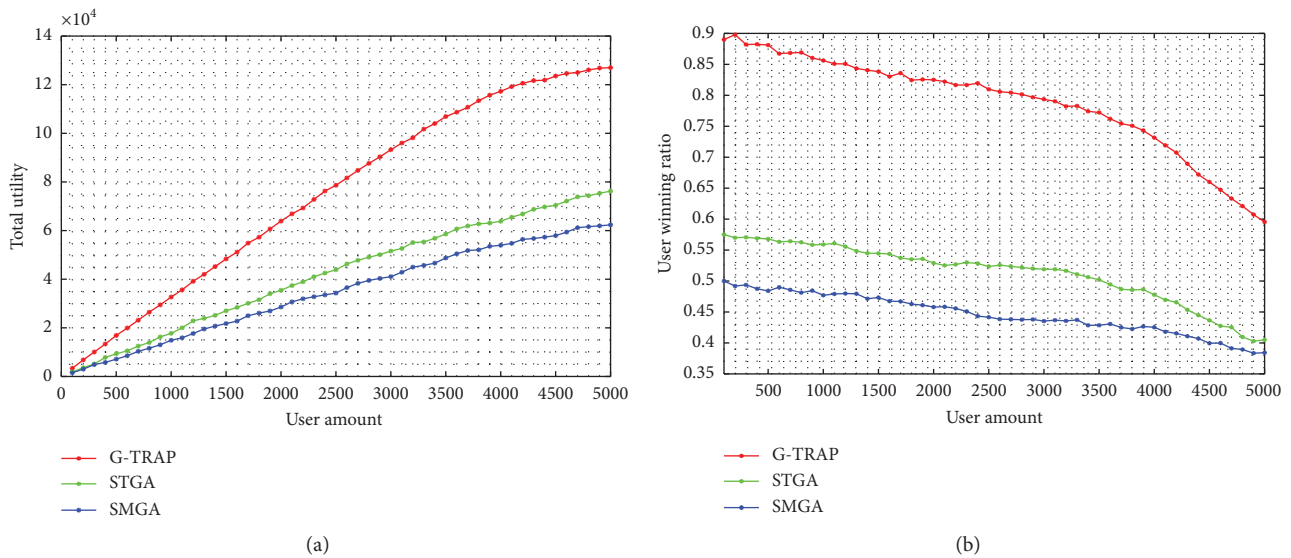 ×10⁴
14
12
10
8
6
4
2
0
Total utility
0 500 1000 1500 2000 2500 3000 3500 4000 4500 5000
User amount
G-TRAP
STGA
SMGA
(a)
0.9
0.85
0.8
0.75
0.7
0.65
0.6
0.55
0.5
0.45
0.4
0.35
User winning ratio
500 1000 1500 2000 2500 3000 3500 4000 4500 5000
User amount
G-TRAP
STGA
SMGA
(b)